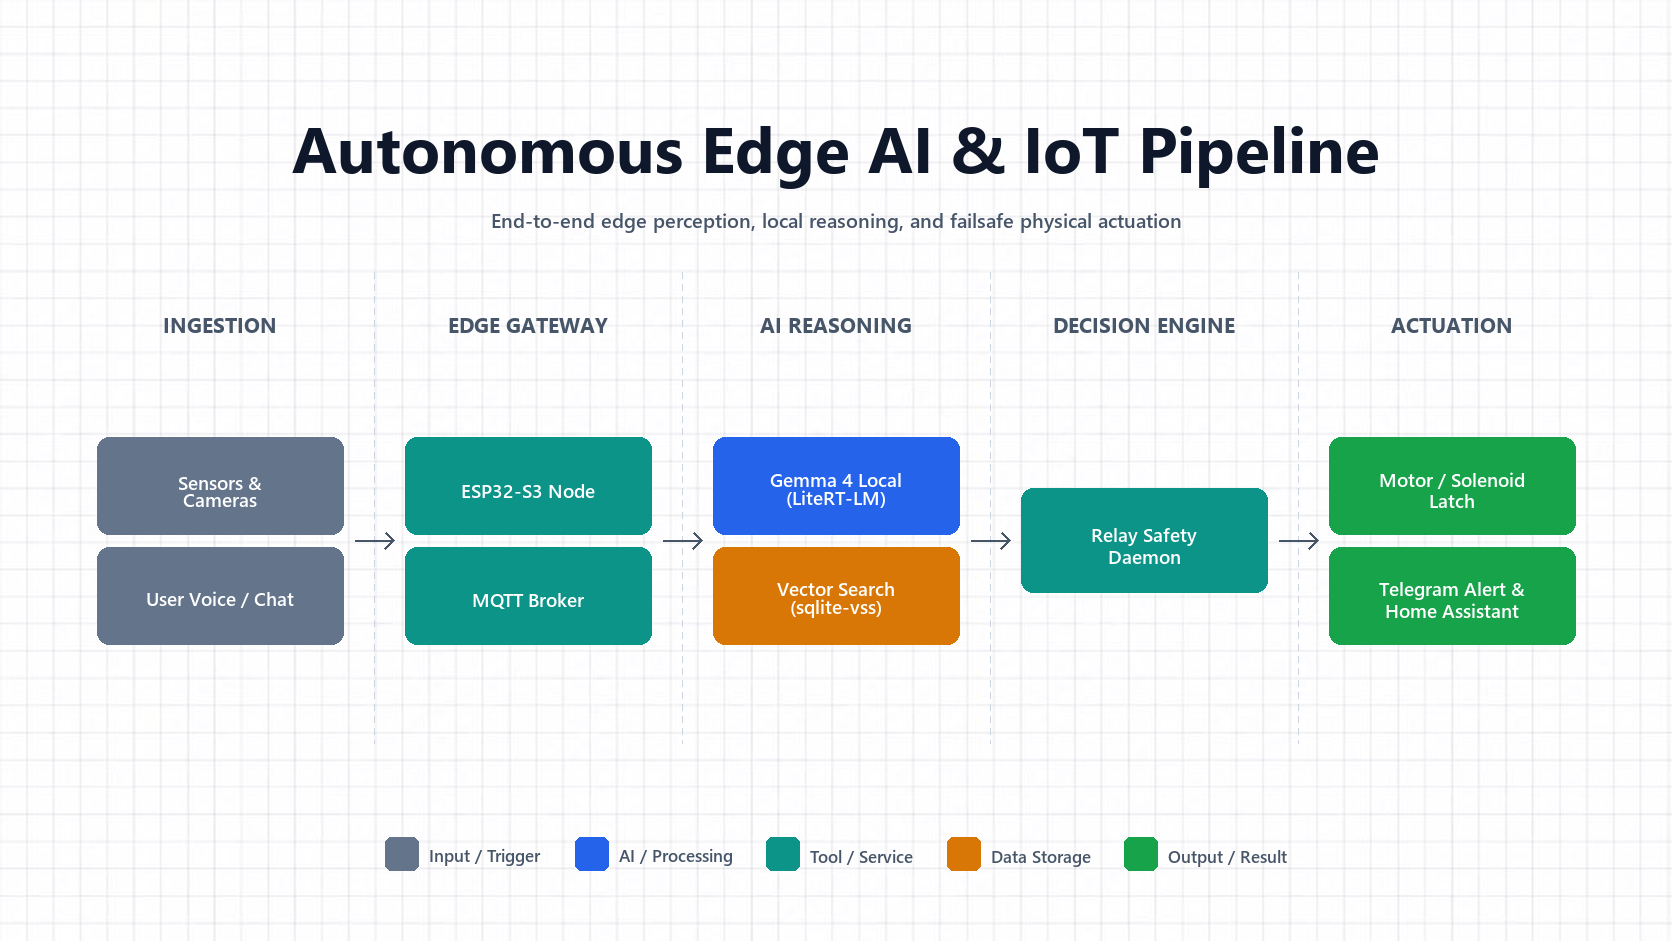 Autonomous Edge AI & IoT Pipeline
End-to-end edge perception, local reasoning, and failsafe physical actuation
INGESTION
EDGE GATEWAY
AI REASONING
DECISION ENGINE
ACTUATION
Sensors &
Cameras
User Voice / Chat
ESP32-S3 Node
MQTT Broker
Gemma 4 Local
(LiteRT-LM)
Vector Search
(sqlite-vss)
Relay Safety
Daemon
Motor / Solenoid
Latch
Telegram Alert &
Home Assistant
Input / Trigger
AI / Processing
Tool / Service
Data Storage
Output / Result